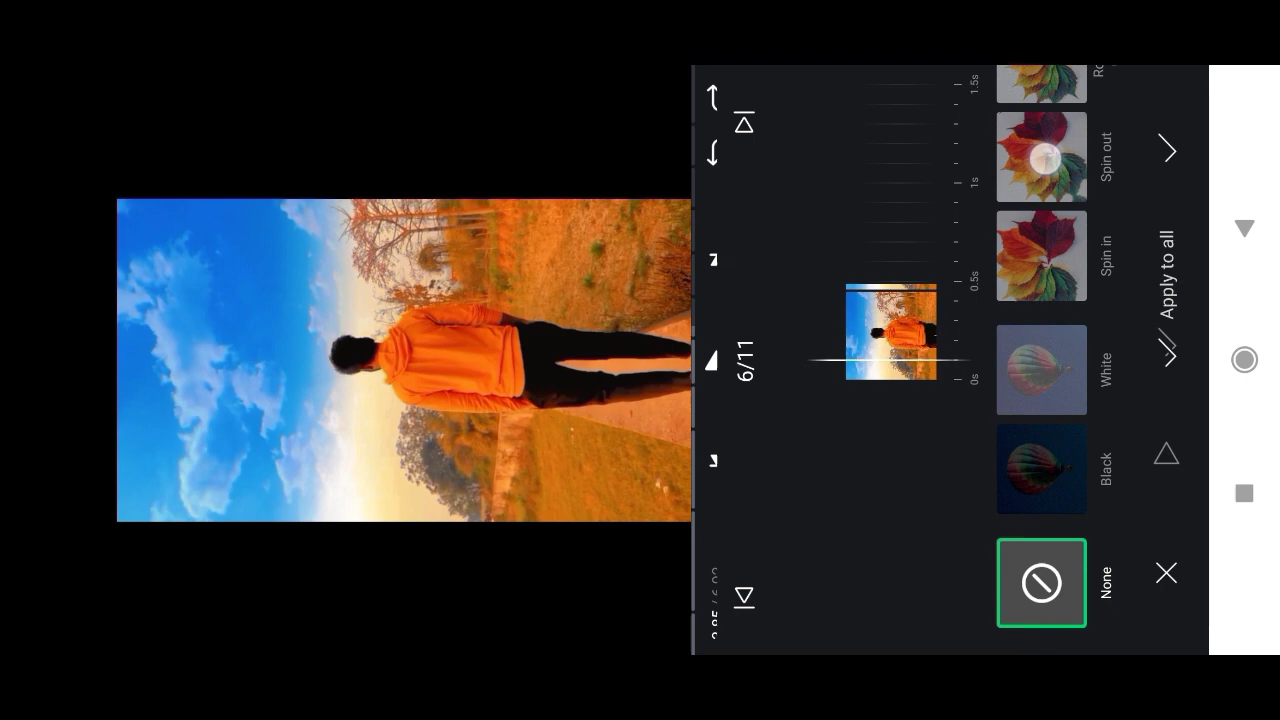 6/11
0s
0.5s
1s
1.5s
None
Black
White
Spin in
Spin out
Apply to all